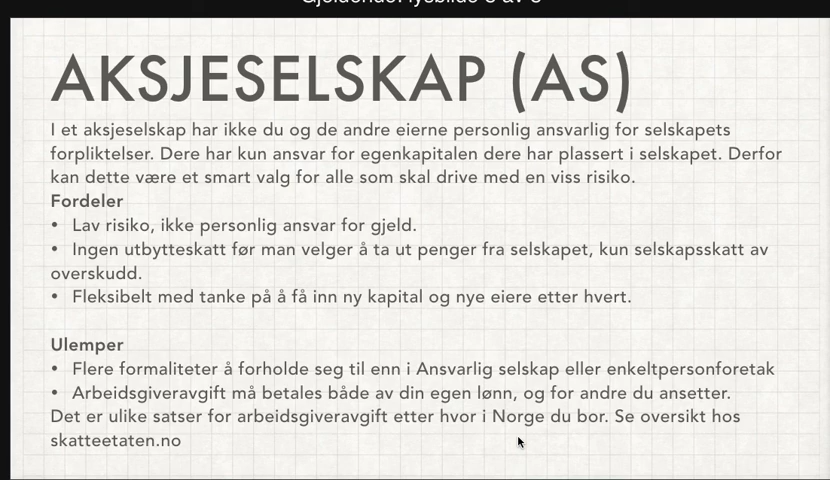 AKSJESELSKAP (AS)
I et aksjeselskap har ikke du og de andre eierne personlig ansvarlig for selskapets
forpliktelser. Dere har kun ansvar for egenkapitalen dere har plassert i selskapet. Derfor
kan dette være et smart valg for alle som skal drive med en viss risiko.
Fordeler
• Lav risiko, ikke personlig ansvar for gjeld.
• Ingen utbytteskatt før man velger å ta ut penger fra selskapet, kun selskapsskatt av
overskudd.
• Fleksibelt med tanke på å få inn ny kapital og nye eiere etter hvert.
Ulemper
• Flere formaliteter å forholde seg til enn i Ansvarlig selskap eller enkeltpersonforetak
• Arbeidsgiveravgift må betales både av din egen lønn, og for andre du ansetter.
Det er ulike satser for arbeidsgiveravgift etter hvor i Norge du bor. Se oversikt hos
skatteetaten.no